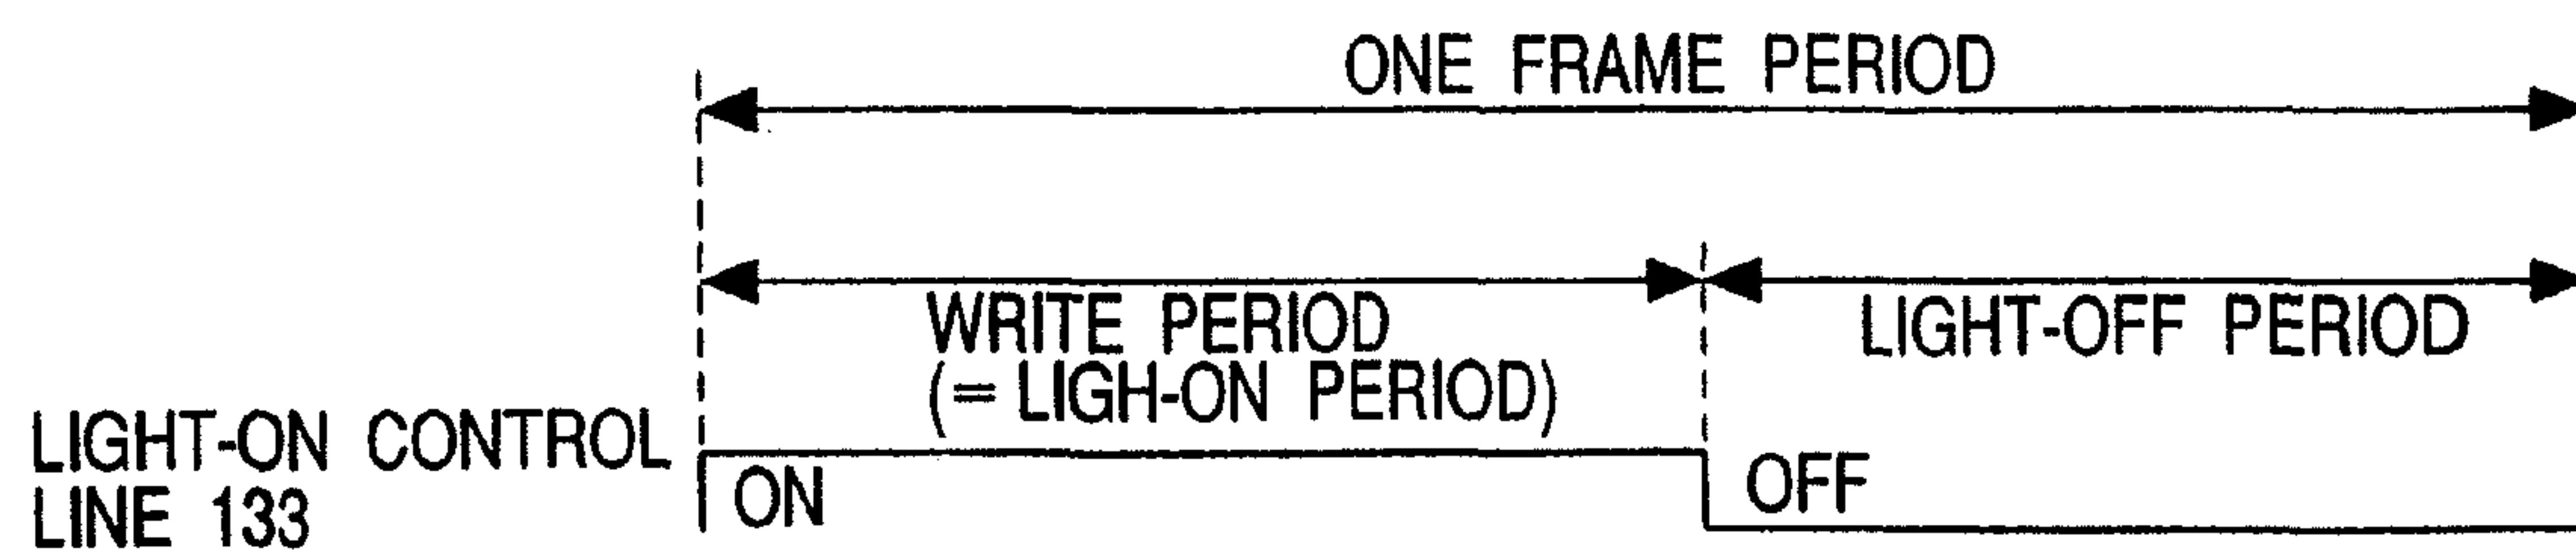 ONE FRAME PERIOD
WRITE PERIOD
(= LIGH-ON PERIOD)
LIGHT-OFF PERIOD
LIGHT-ON CONTROL
LINE 133
ON
OFF